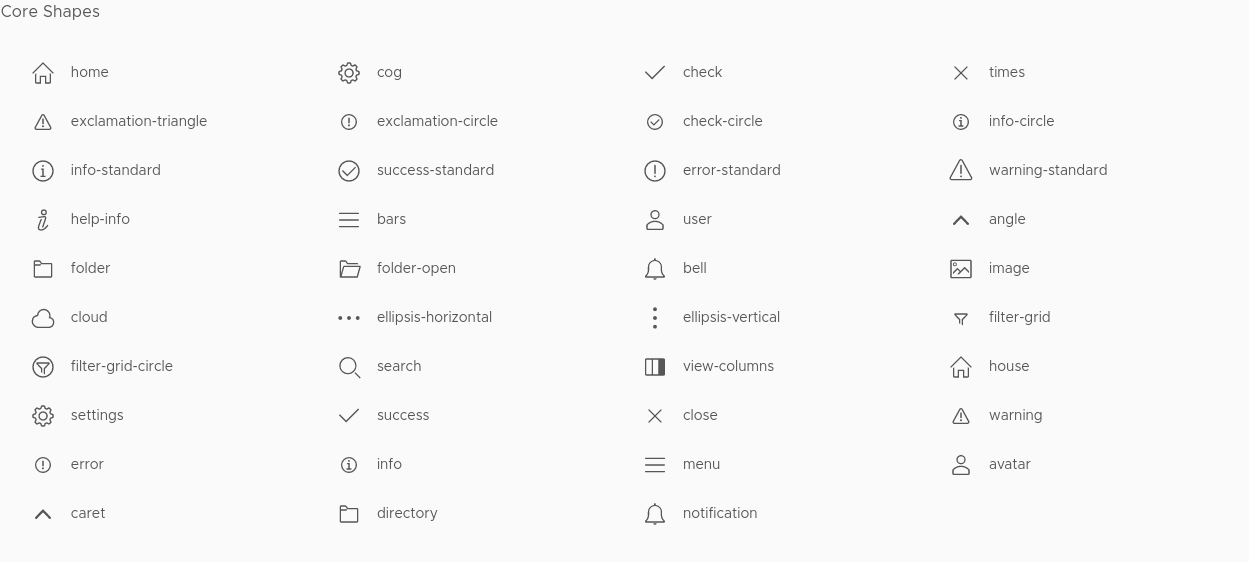 Core Shapes
home
cog
check
times
exclamation-triangle
exclamation-circle
check-circle
info-circle
info-standard
success-standard
error-standard
warning-standard
help-info
bars
user
angle
folder
folder-open
bell
image
cloud
ellipsis-horizontal
ellipsis-vertical
filter-grid
filter-grid-circle
search
view-columns
house
settings
success
close
warning
error
info
menu
avatar
caret
directory
notification